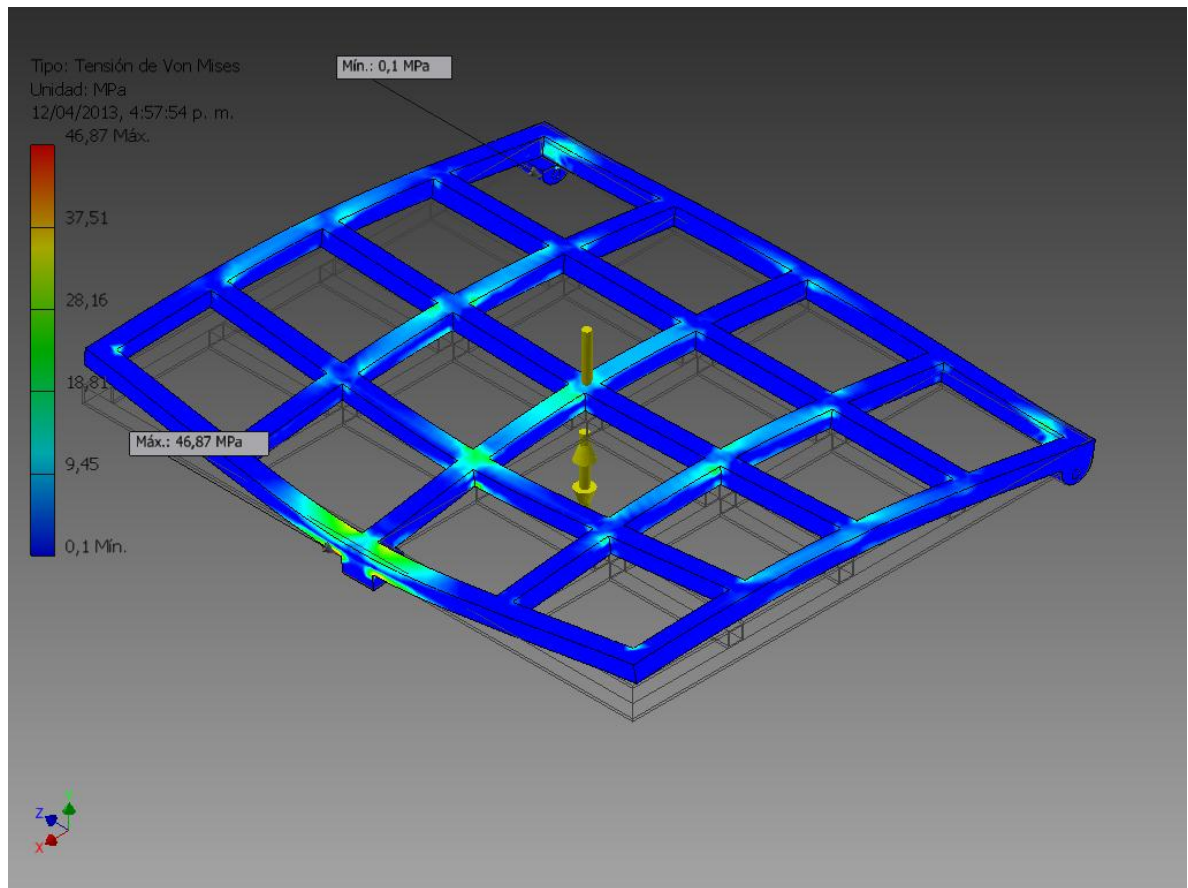 Tipo: Tensión de Von Mises
Unidad: MPa
12/04/2013, 4:57:54 p. m.
46,87 Máx.
37,51
28,16
18,81
9,45
0,1 Mín.
Mín.: 0,1 MPa
Máx.: 46,87 MPa
Y
Z
X